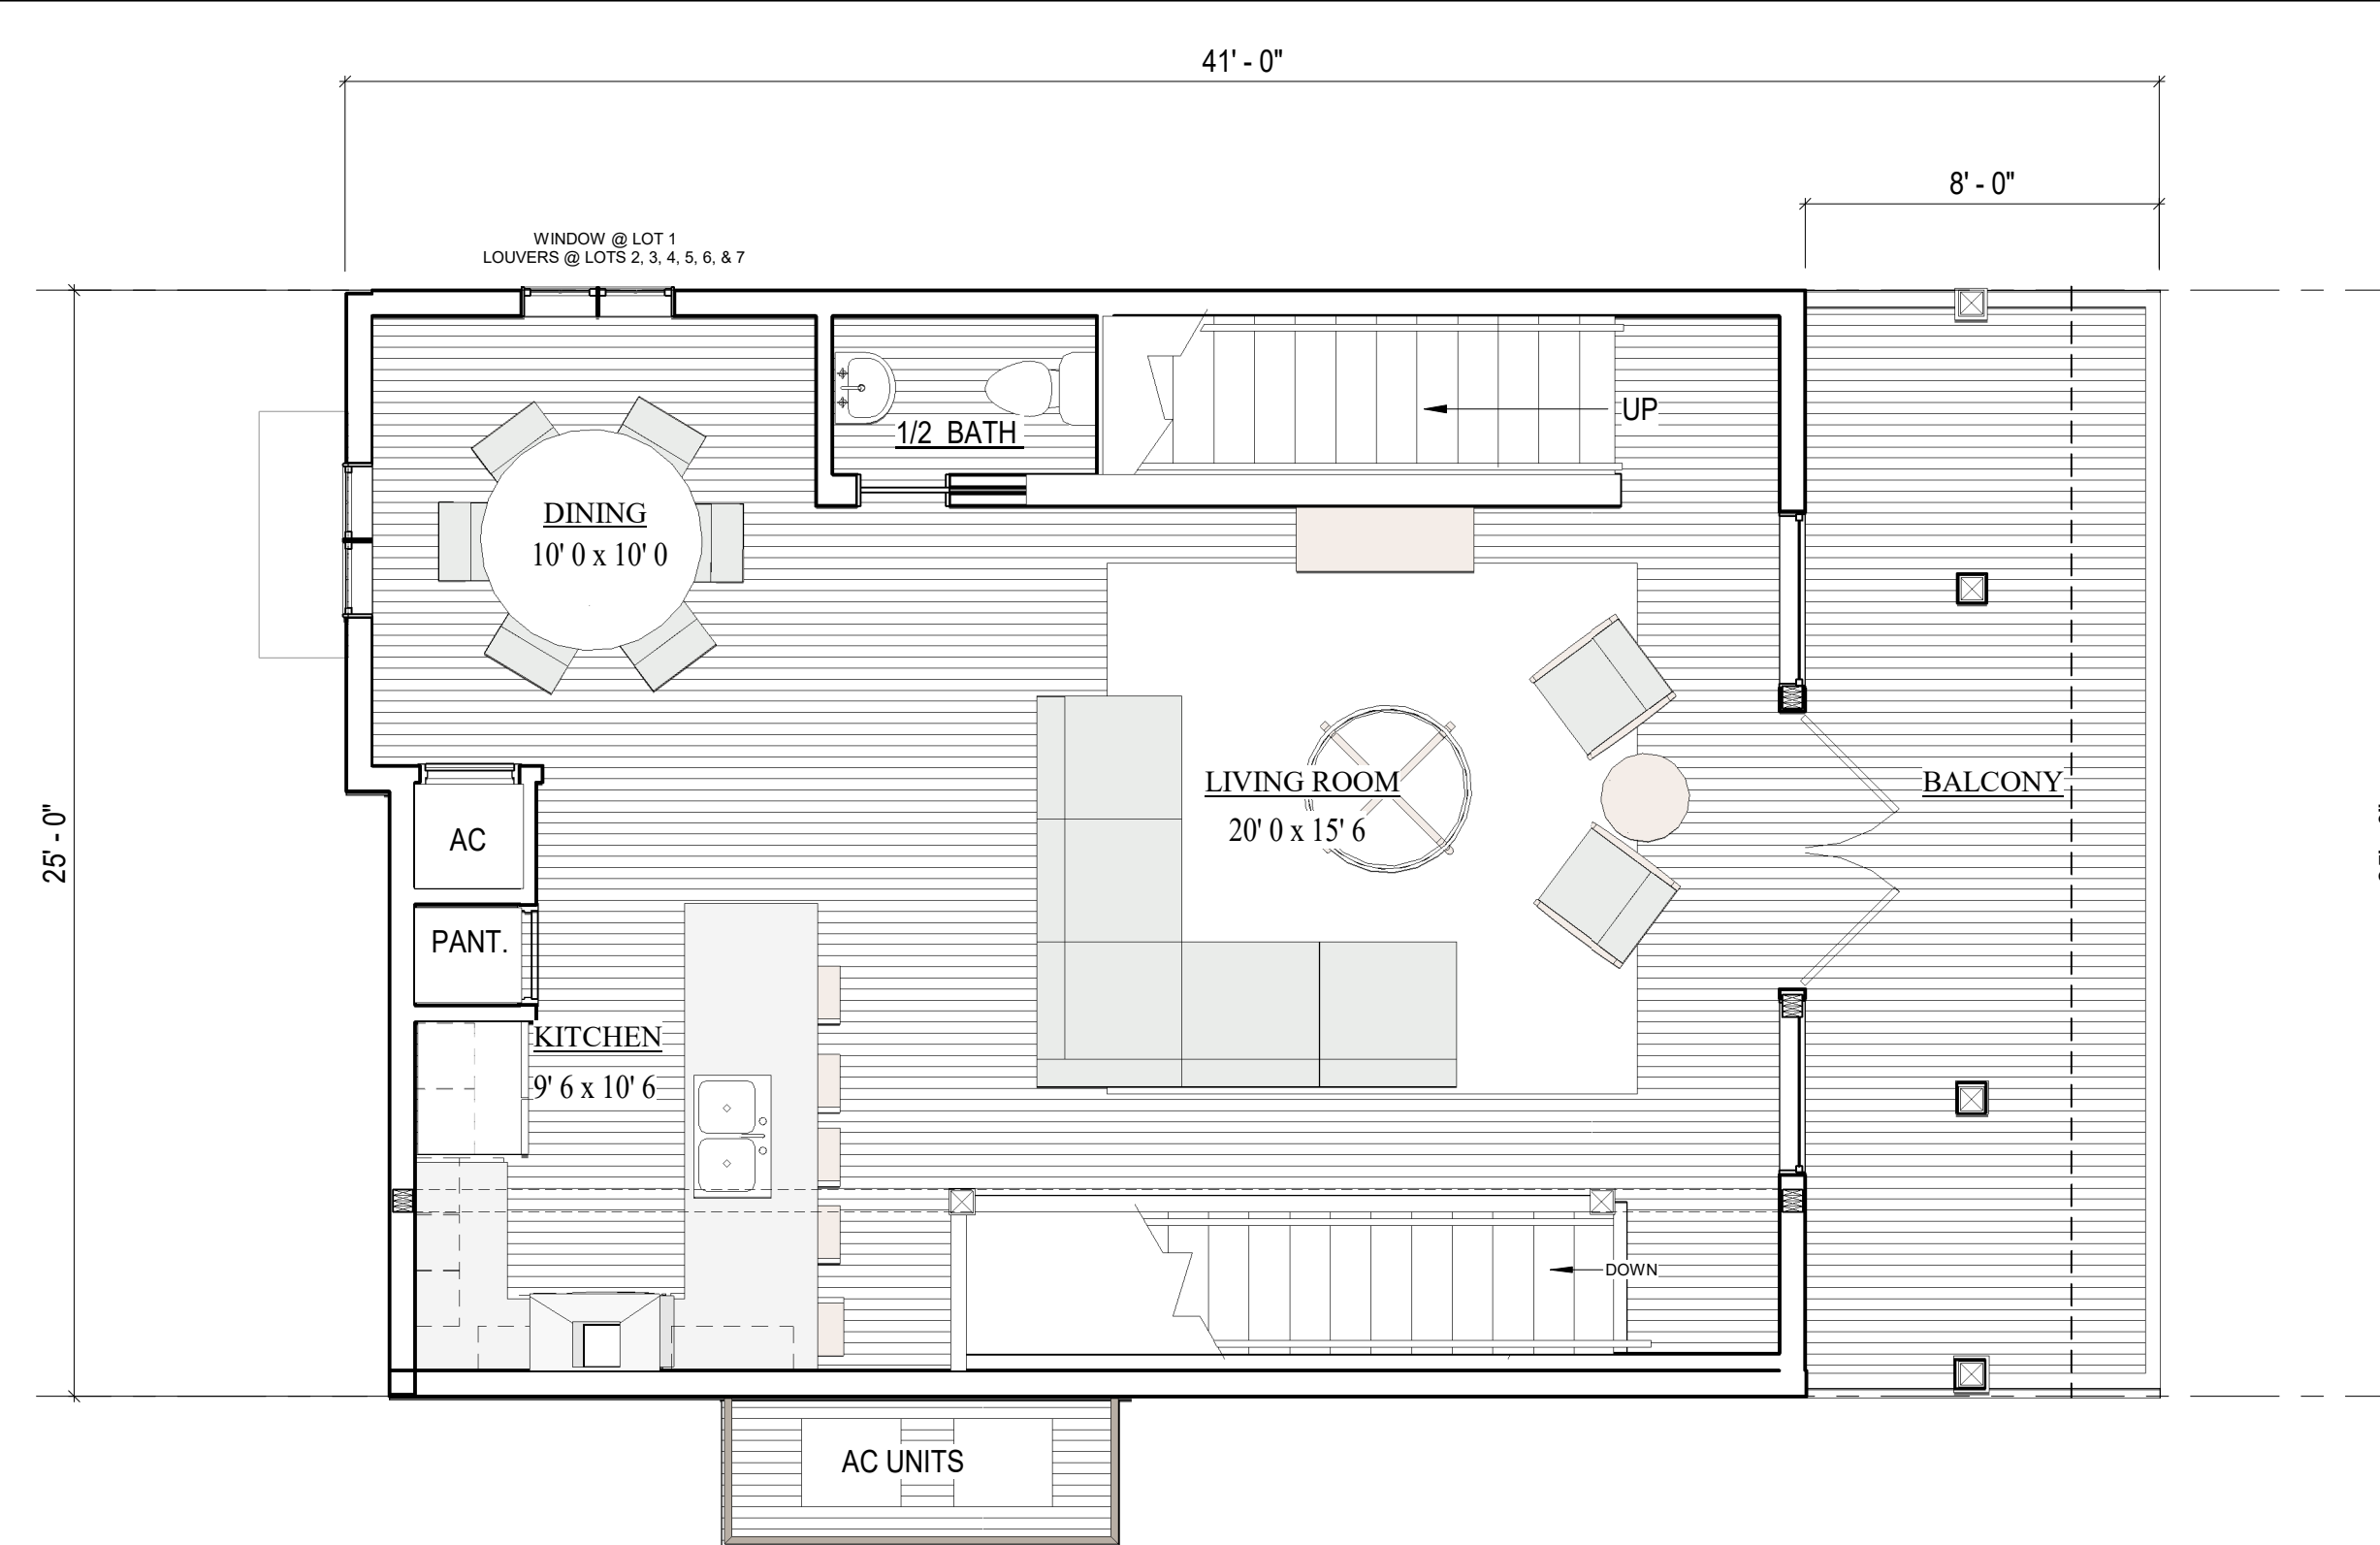 41' - 0"
8' - 0"
WINDOW @ LOT 1
LOUVERS @ LOTS 2, 3, 4, 5, 6, & 7
UP
1/2 BATH
DINING
10' 0 x 10' 0
LIVING ROOM
20' 0 x 15' 6
BALCONY
25' - 0"
AC
PANT.
KITCHEN
9' 6 x 10' 6
DOWN
AC UNITS